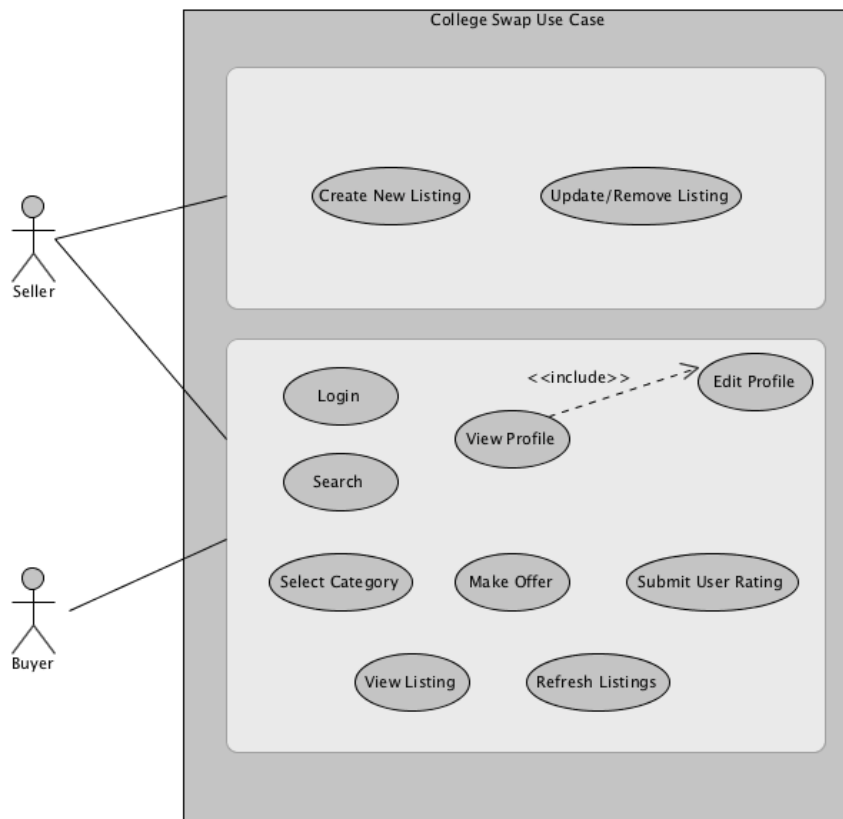 College Swap Use Case
Create New Listing
Update/Remove Listing
Seller
<<include>>
Edit Profile
Login
View Profile
Search
Select Category
Make Offer
Submit User Rating
Buyer
View Listing
Refresh Listings